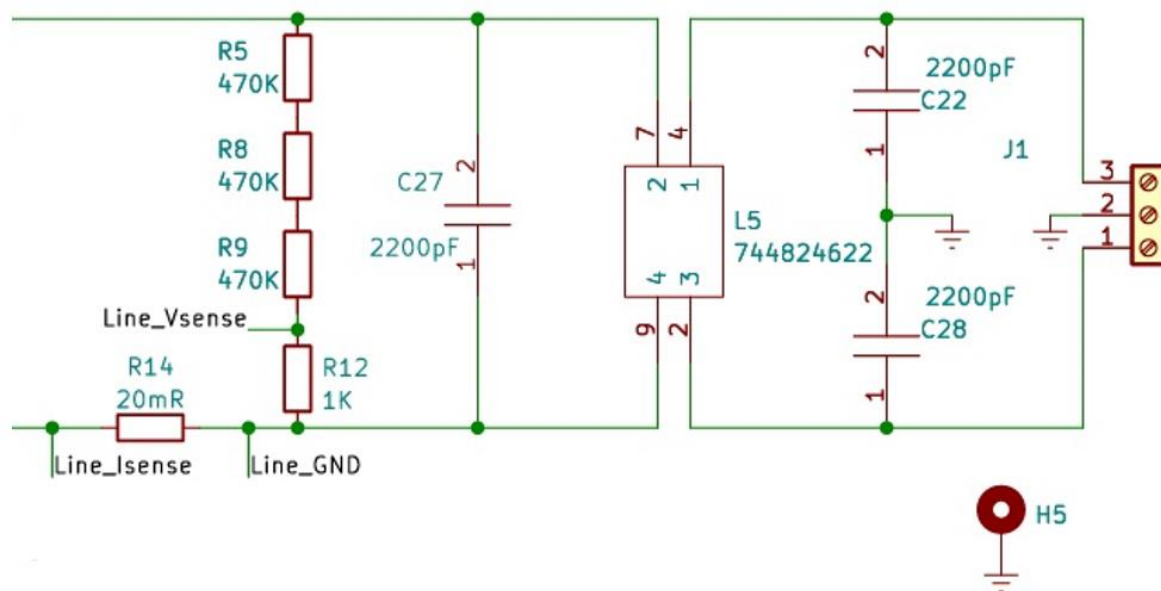 R5
470K
R8
470K
R9
470K
Line_Vsense
R14
20mR
R12
1K
Line_Isense
Line_GND
C27
2
2200pF
1
7
4
2
1
L5
744824622
4
3
9
2
2
2200pF
C22
1
2
2200pF
C28
1
J1
3
2
1
H5